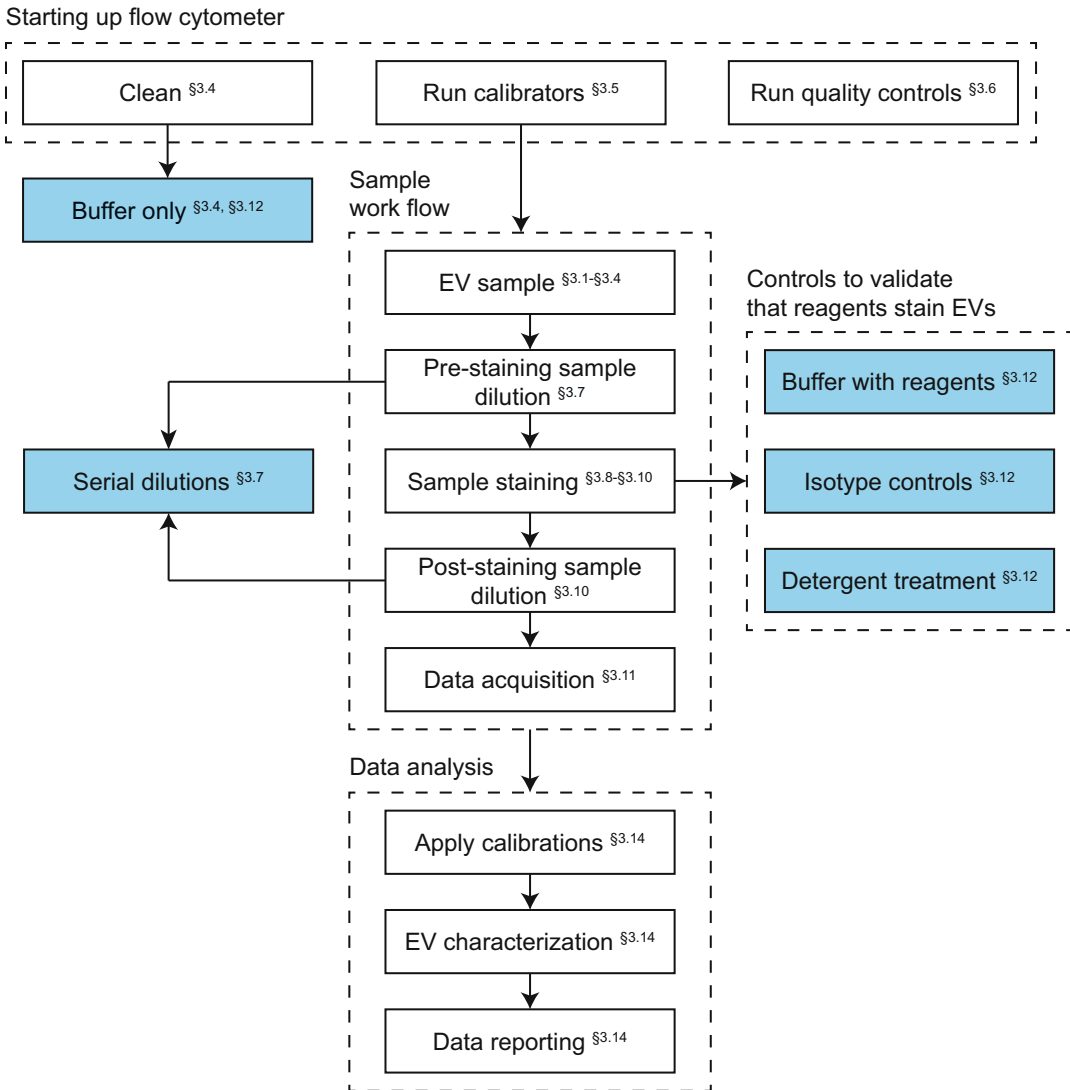 Starting up flow cytometer
Clean §3.4
Run calibrators §3.5
Run quality controls §3.6
Buffer only §3.4, §3.12
Sample
work flow
EV sample §3.1-§3.4
Controls to validate
that reagents stain EVs
Pre-staining sample
dilution §3.7
Buffer with reagents §3.12
Serial dilutions §3.7
Sample staining §3.8-§3.10
Isotype controls §3.12
Post-staining sample
dilution §3.10
Detergent treatment §3.12
Data acquisition §3.11
Data analysis
Apply calibrations §3.14
EV characterization §3.14
Data reporting §3.14